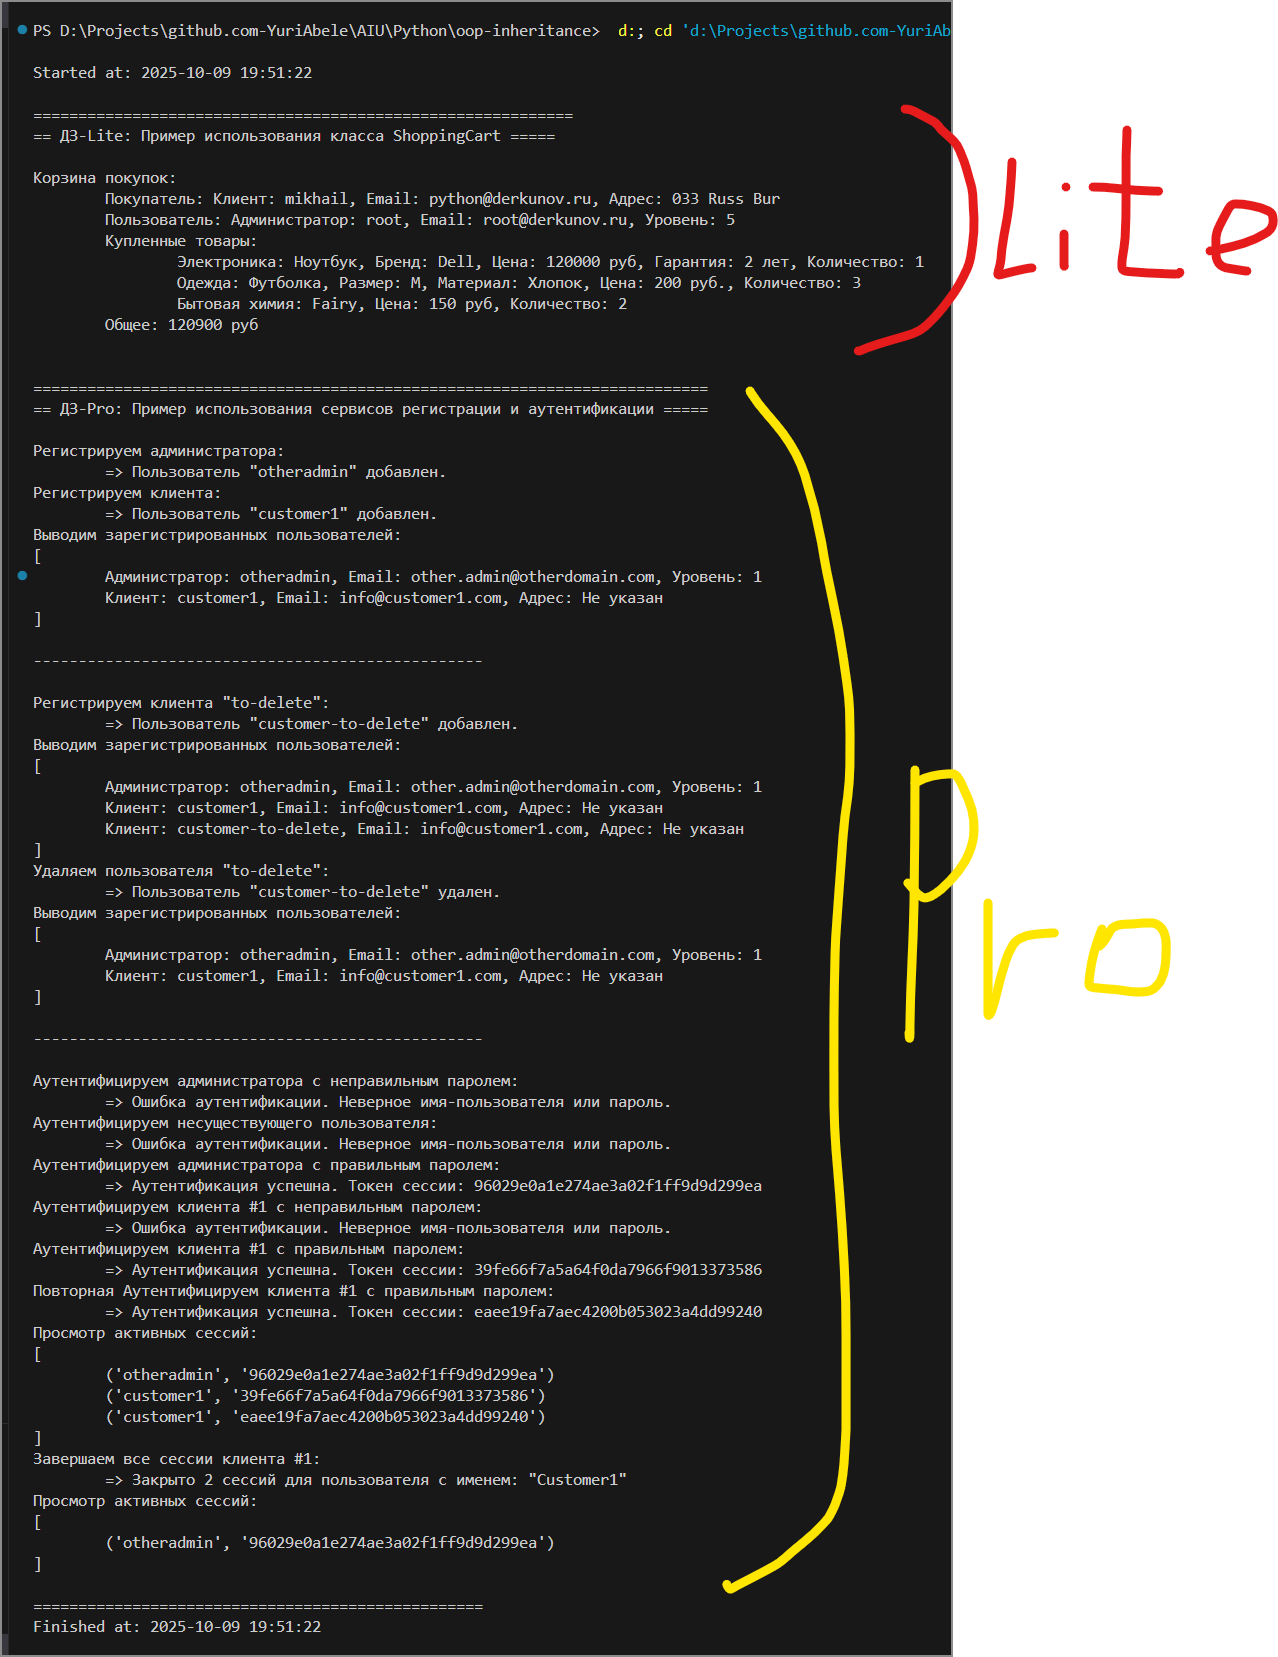 PS D:\Projects\github.com-YuriAbele\AIU\Python\oop-inheritance>  d:; cd 'd:\Projects\github.com-YuriAb
Started at: 2025-10-09 19:51:22
============================================================
== ДЗ-Lite: Пример использования класса ShoppingCart =====
Lite
Корзина покупок:
Покупатель: Клиент: mikhail, Email: python@derkunov.ru, Адрес: 033 Russ Bur
Пользователь: Администратор: root, Email: root@derkunov.ru, Уровень: 5
Купленные товары:
Электроника: Ноутбук, Бренд: Dell, Цена: 120000 руб, Гарантия: 2 лет, Количество: 1
Одежда: Футболка, Размер: M, Материал: Хлопок, Цена: 200 руб., Количество: 3
Бытовая химия: Fairy, Цена: 150 руб, Количество: 2
Общее: 120900 руб
===========================================================================
== ДЗ-Pro: Пример использования сервисов регистрации и аутентификации =====
Регистрируем администратора:
=> Пользователь "otheradmin" добавлен.
Регистрируем клиента:
=> Пользователь "customer1" добавлен.
Выводим зарегистрированных пользователей:
[
Администратор: otheradmin, Email: other.admin@otherdomain.com, Уровень: 1
Клиент: customer1, Email: info@customer1.com, Адрес: Не указан
]
--------------------------------------------------
Регистрируем клиента "to-delete":
=> Пользователь "customer-to-delete" добавлен.
Выводим зарегистрированных пользователей:
[
Администратор: otheradmin, Email: other.admin@otherdomain.com, Уровень: 1
Клиент: customer1, Email: info@customer1.com, Адрес: Не указан
Клиент: customer-to-delete, Email: info@customer1.com, Адрес: Не указан
]
Удаляем пользователя "to-delete":
=> Пользователь "customer-to-delete" удален.
Выводим зарегистрированных пользователей:
[
Администратор: otheradmin, Email: other.admin@otherdomain.com, Уровень: 1
Клиент: customer1, Email: info@customer1.com, Адрес: Не указан
]
Pro
--------------------------------------------------
Аутентифицируем администратора с неправильным паролем:
=> Ошибка аутентификации. Неверное имя-пользователя или пароль.
Аутентифицируем несуществующего пользователя:
=> Ошибка аутентификации. Неверное имя-пользователя или пароль.
Аутентифицируем администратора с правильным паролем:
=> Аутентификация успешна. Токен сессии: 96029e0a1e274ae3a02f1ff9d9d299ea
Аутентифицируем клиента #1 с неправильным паролем:
=> Ошибка аутентификации. Неверное имя-пользователя или пароль.
Аутентифицируем клиента #1 с правильным паролем:
=> Аутентификация успешна. Токен сессии: 39fe66f7a5a64f0da7966f9013373586
Повторная Аутентифицируем клиента #1 с правильным паролем:
=> Аутентификация успешна. Токен сессии: eaee19fa7aec4200b053023a4dd99240
Просмотр активных сессий:
[
('otheradmin', '96029e0a1e274ae3a02f1ff9d9d299ea')
('customer1', '39fe66f7a5a64f0da7966f9013373586')
('customer1', 'eaee19fa7aec4200b053023a4dd99240')
]
Завершаем все сессии клиента #1:
=> Закрыто 2 сессий для пользователя с именем: "Customer1"
Просмотр активных сессий:
[
('otheradmin', '96029e0a1e274ae3a02f1ff9d9d299ea')
]
==================================================
Finished at: 2025-10-09 19:51:22